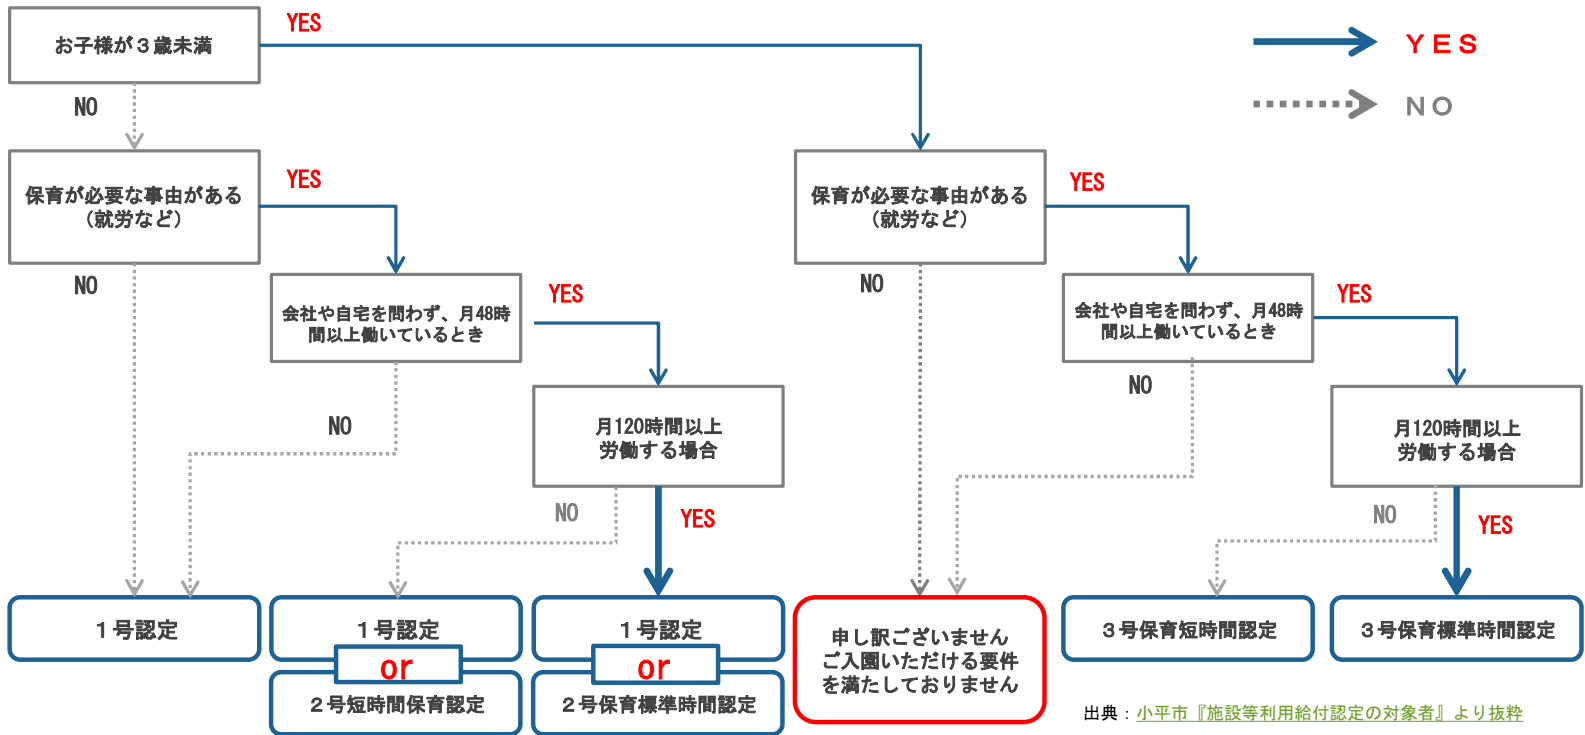 お子様が３歳未満
YES
ＹＥＳ
NO
ＮＯ
保育が必要な事由がある
（就労など）
YES
NO
保育が必要な事由がある
（就労など）
YES
NO
会社や自宅を問わず、月48時
間以上働いているとき
YES
NO
会社や自宅を問わず、月48時
間以上働いているとき
YES
NO
月120時間以上
労働する場合
NO
YES
月120時間以上
労働する場合
NO
YES
１号認定
１号認定
or
２号短時間保育認定
１号認定
or
２号保育標準時間認定
申し訳ございません
ご入園いただける要件
を満たしておりません
３号保育短時間認定
３号保育標準時間認定
出典：小平市『施設等利用給付認定の対象者』より抜粋